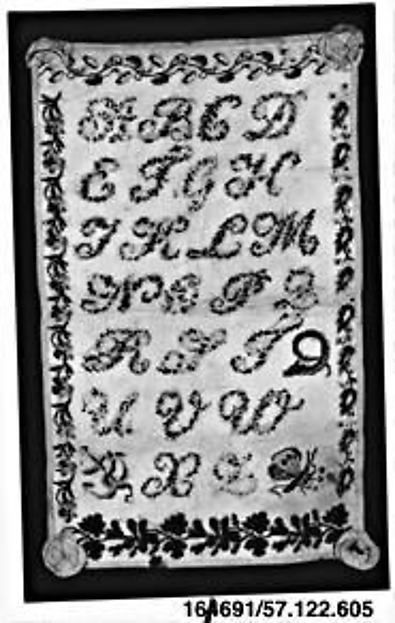 A B C D
E F G H
I K L M
N O P Q
R S T
U V W
X Z
164691/57.122.605